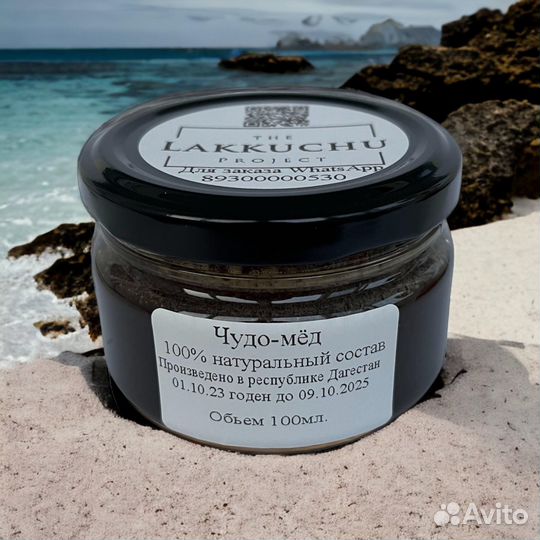 THE
LAKKUCHU
PROJECT
Для заказа WhatsApp
89300000530
Чудо-мёд
100% натуральный состав
Произведено в республике Дагестан
01.10.23 годен до 09.10.2025
Обьем 100мл.
Avito